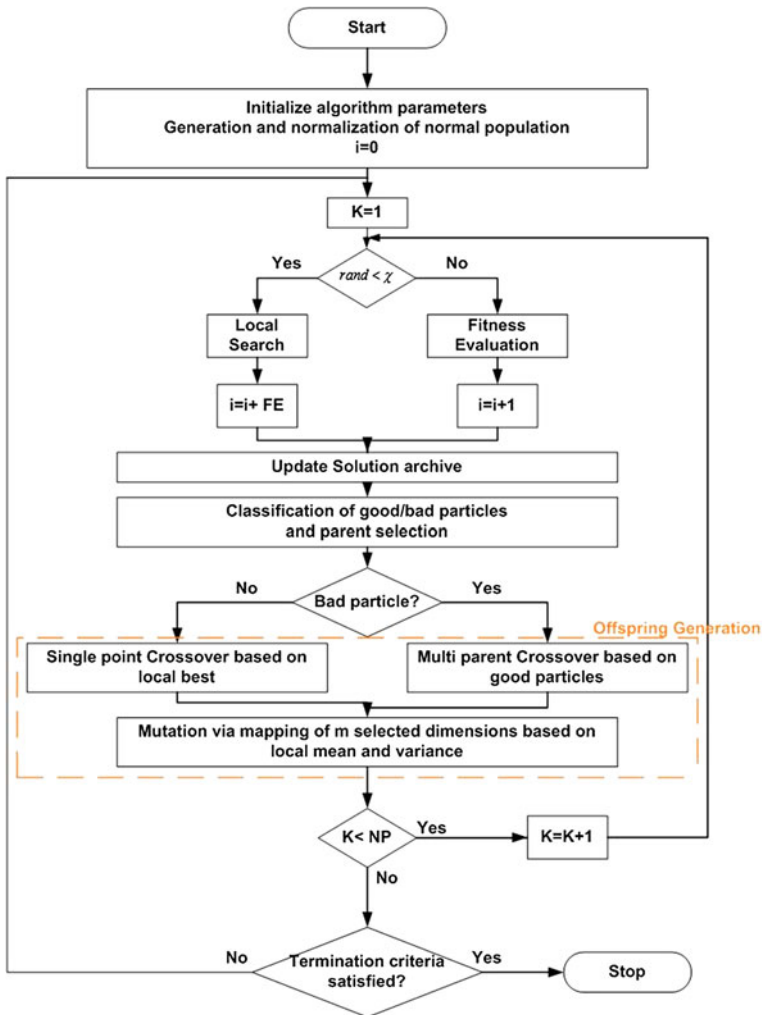 Start
Initialize algorithm parameters
Generation and normalization of normal population
i=0
K=1
Yes
rand < χ
No
Local
Search
Fitness
Evaluation
i=i+ FE
i=i+1
Update Solution archive
Classification of good/bad particles
and parent selection
No
Bad particle?
Yes
Offspring Generation
Single point Crossover based on
local best
Multi parent Crossover based on
good particles
Mutation via mapping of m selected dimensions based on
local mean and variance
K< NP
Yes
K=K+1
No
No
Termination criteria
satisfied?
Yes
Stop